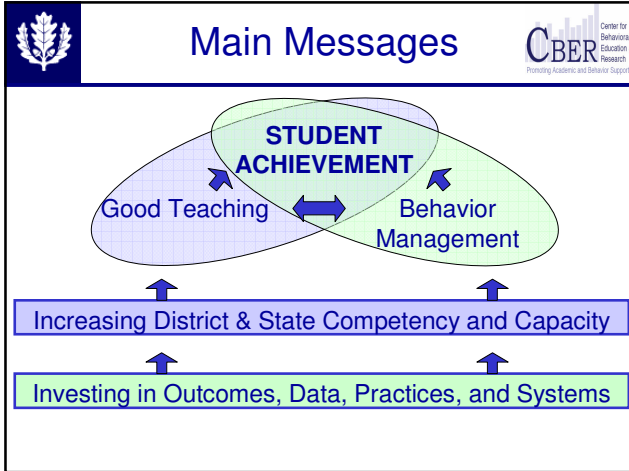 Main Messages
CBER
Center for
Behavioral
Education
Research
Promoting Academic and Behavior Supports
STUDENT
ACHIEVEMENT
Good Teaching
Behavior
Management
Increasing District & State Competency and Capacity
Investing in Outcomes, Data, Practices, and Systems